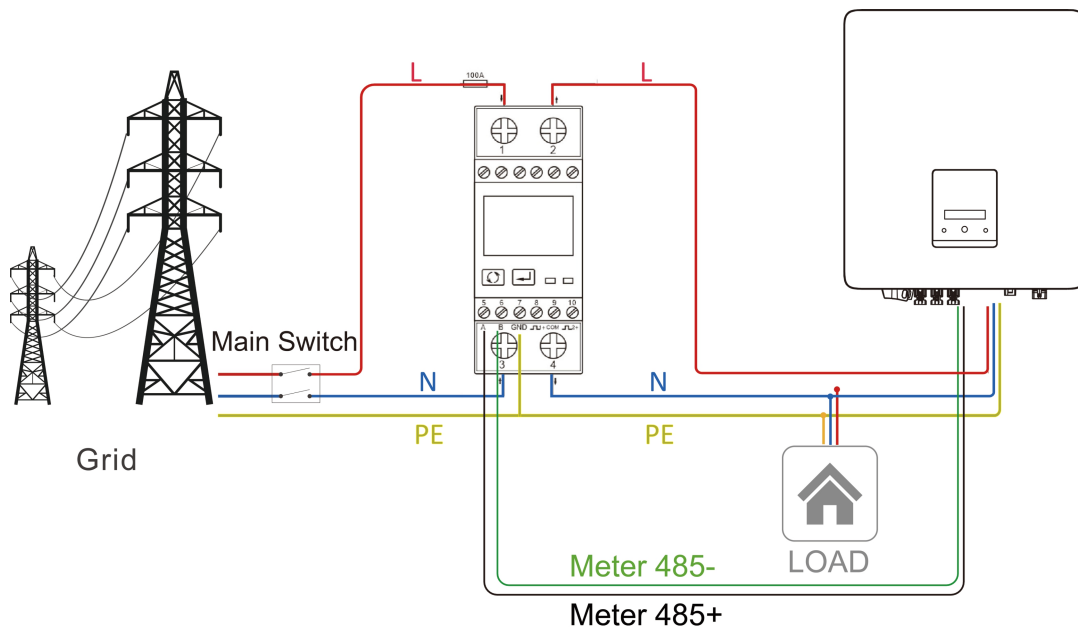 L
100A
L
1 2
5 6 7 8 9 10
A B GND + COM 2+
3 4
Main Switch
N
N
PE
PE
Grid
LOAD
Meter 485-
Meter 485+